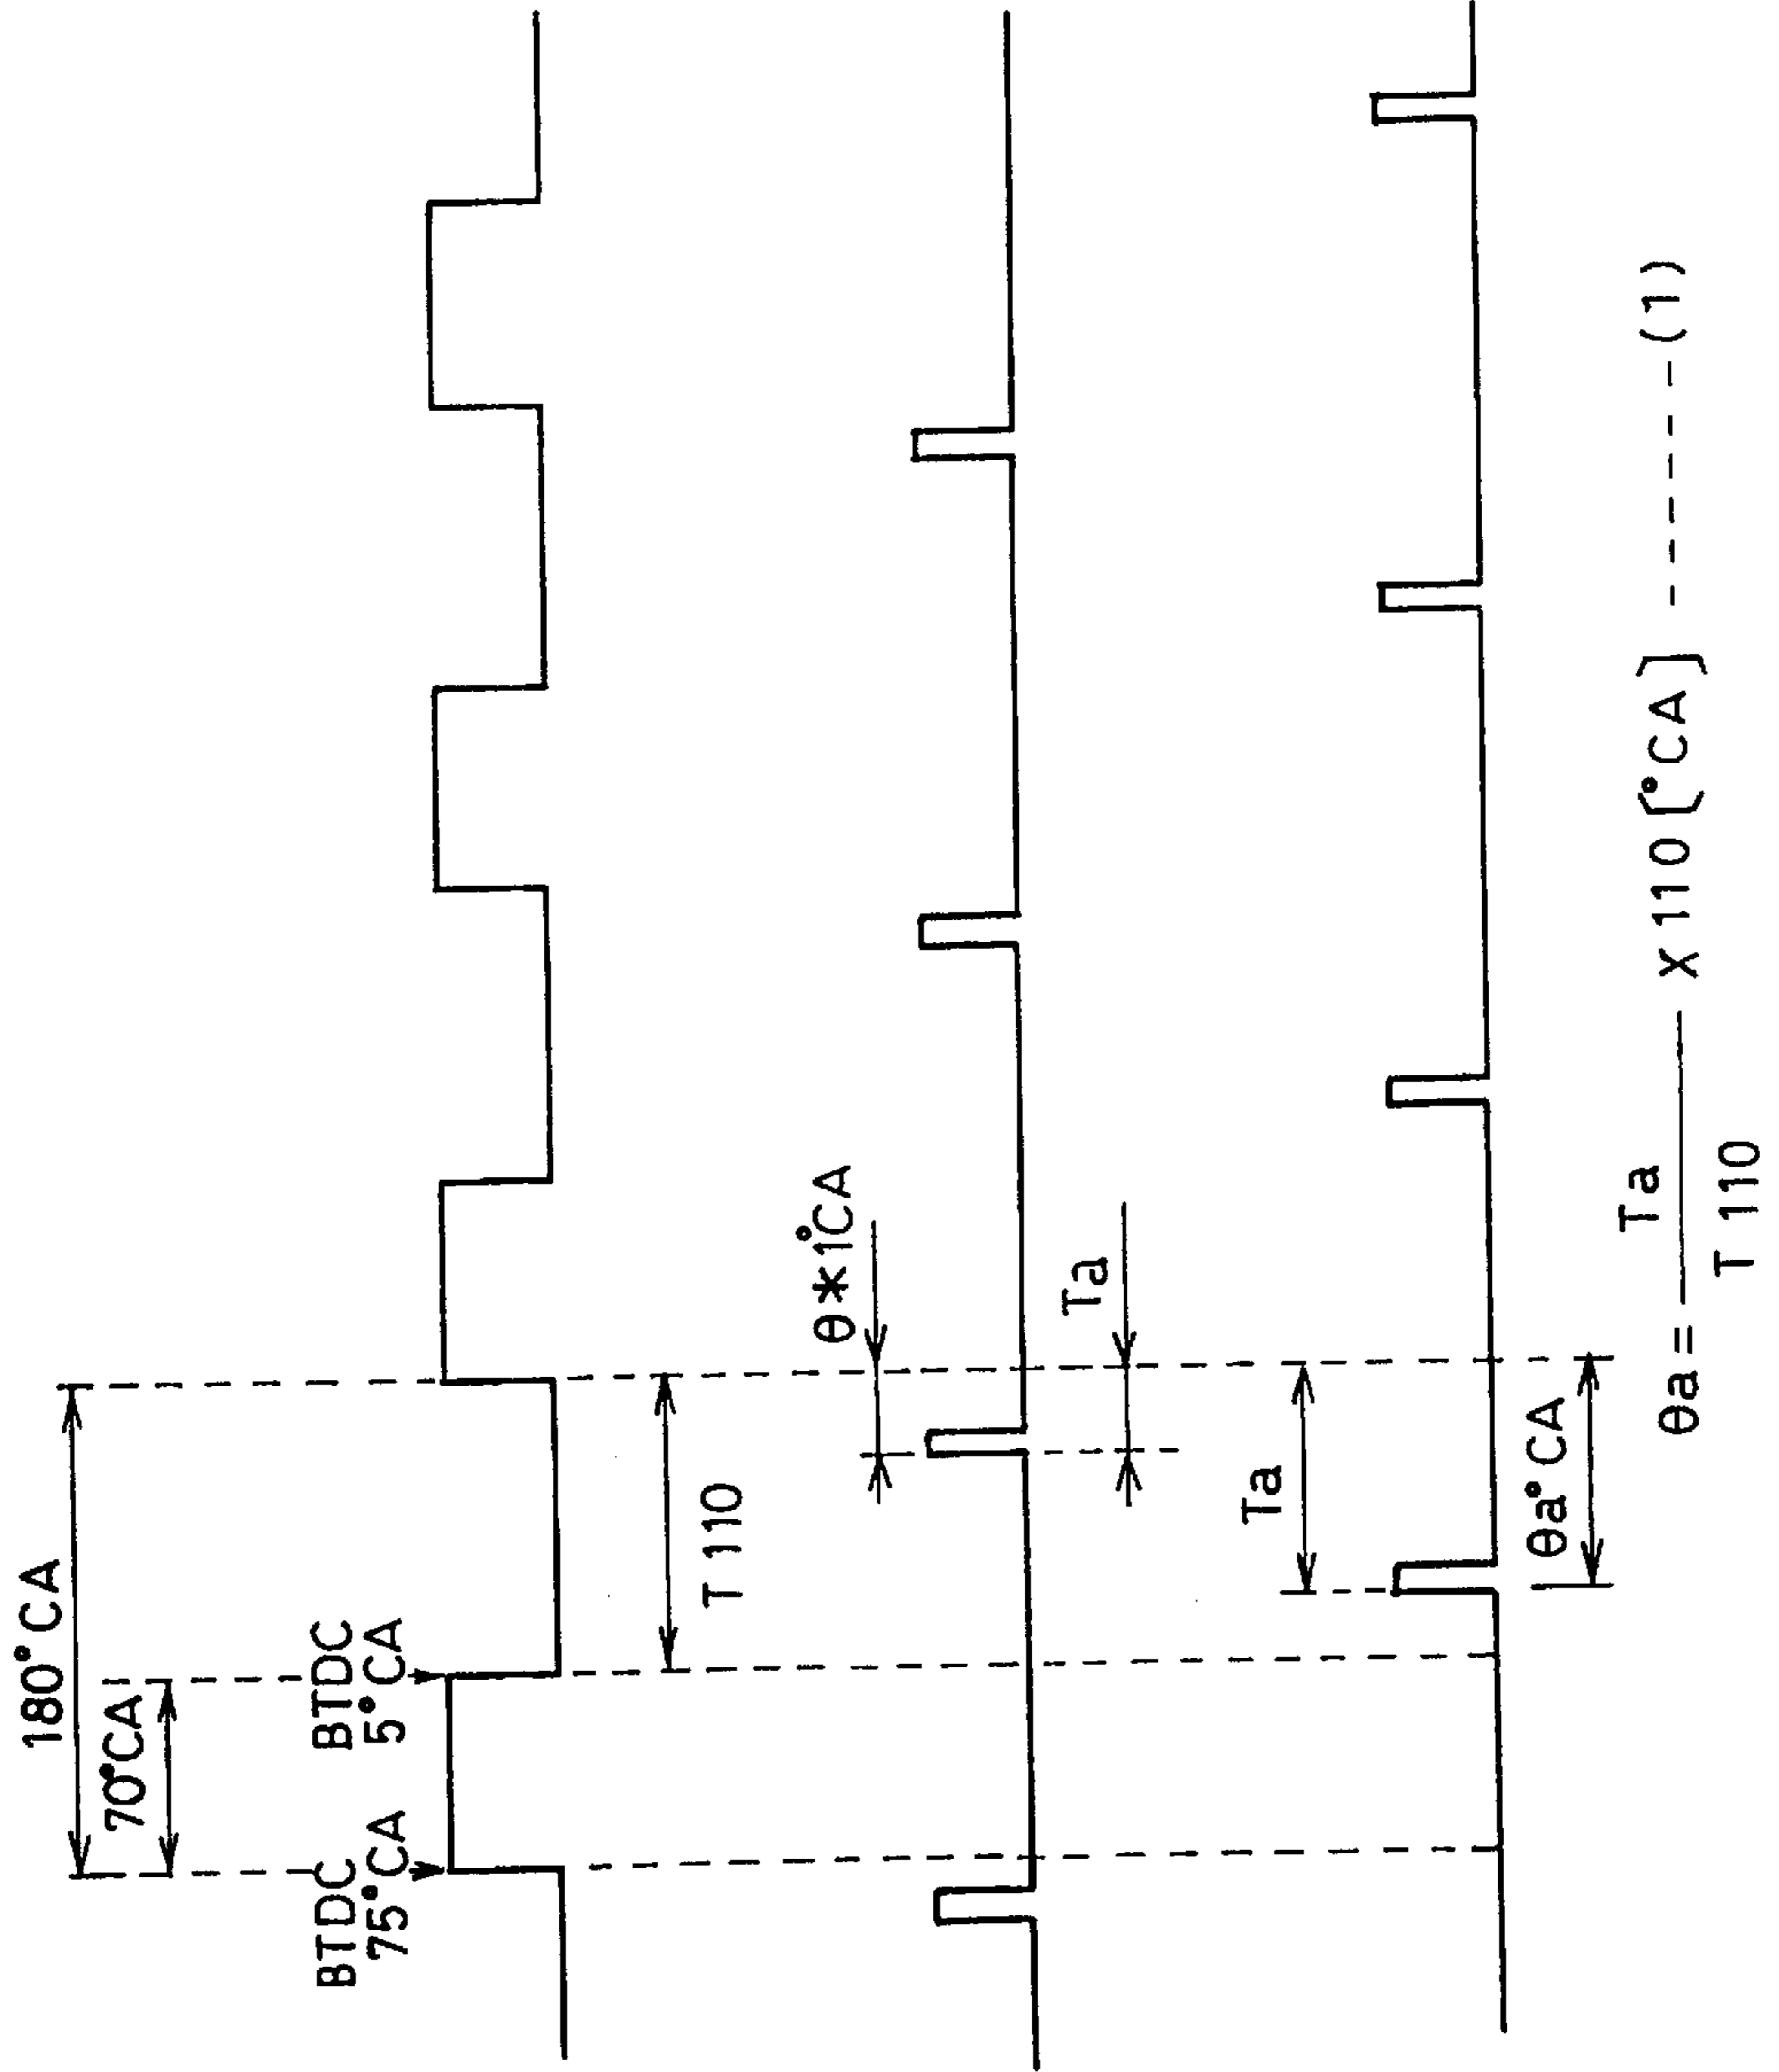 180°CA
70°CA
BTDC
75°CA
BTDC
5°CA
T 110
θ*1°CA
Ta
Ta
θa°CA
θa = Ta / T 110 X 110 [°CA] ------ (1)